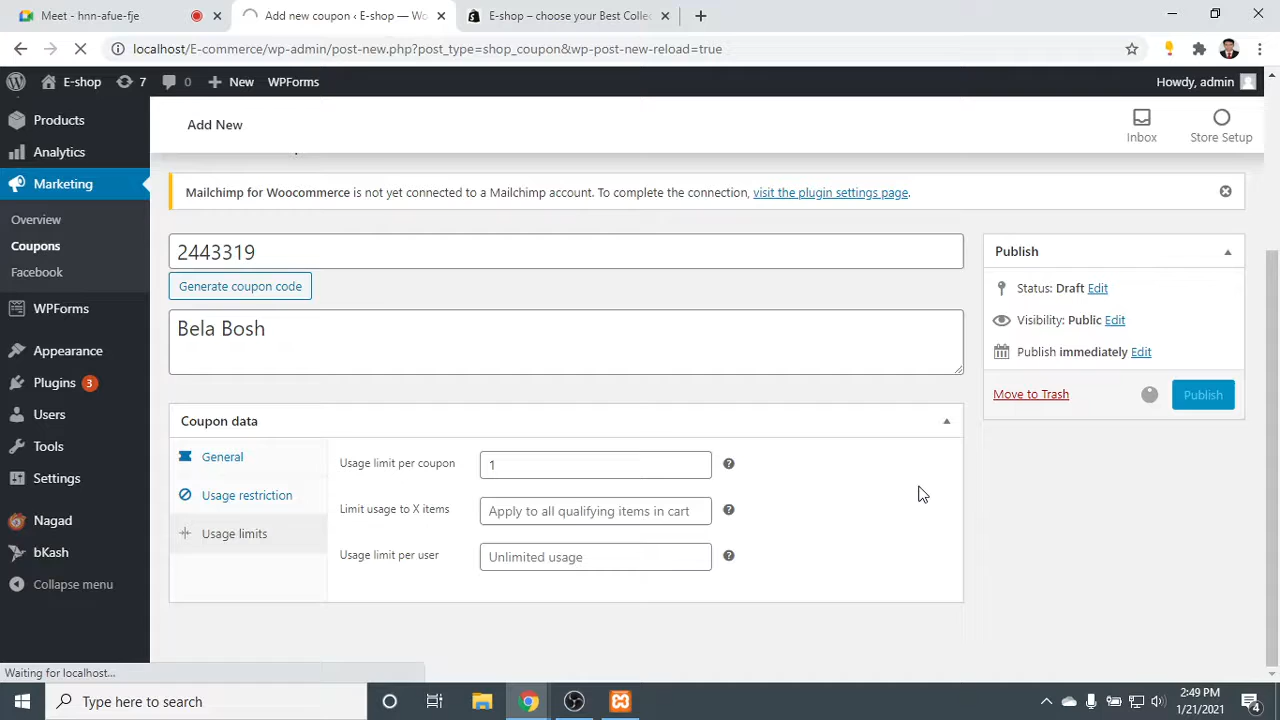 Meet - hnn-afue-fje
Add new coupon ‹ E-shop — Wo
E-shop – choose your Best Collec
localhost/E-commerce/wp-admin/post-new.php?post_type=shop_coupon&wp-post-new-reload=true
E-shop
7
0
New
WPForms
Howdy, admin
Products
Analytics
Marketing
Overview
Coupons
Facebook
WPForms
Appearance
Plugins 3
Users
Tools
Settings
Nagad
bKash
Collapse menu
Add New
Inbox
Store Setup
Mailchimp for Woocommerce is not yet connected to a Mailchimp account. To complete the connection, visit the plugin settings page.
2443319
Generate coupon code
Bela Bosh
Coupon data
General
Usage restriction
Usage limits
Usage limit per coupon
1
Limit usage to X items
Apply to all qualifying items in cart
Usage limit per user
Unlimited usage
Publish
Status: Draft Edit
Visibility: Public Edit
Publish immediately Edit
Move to Trash
Publish
Waiting for localhost...
Type here to search
2:49 PM
1/21/2021
4